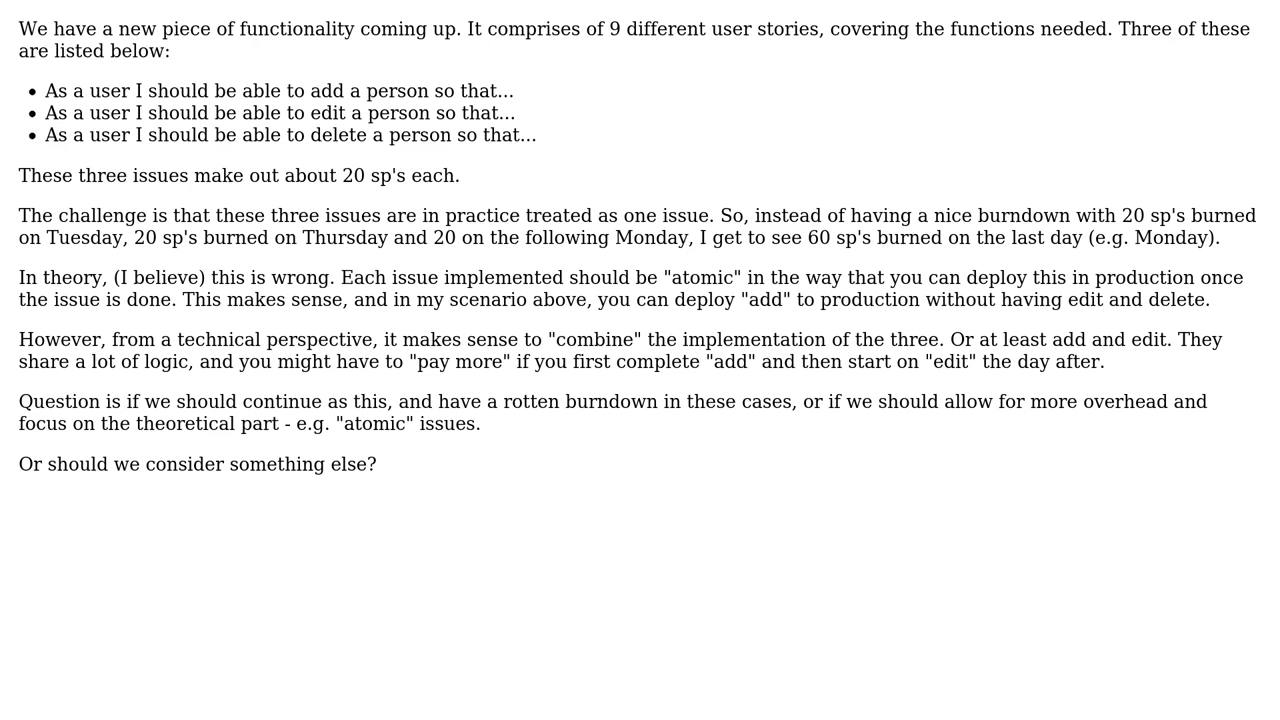 We have a new piece of functionality coming up. It comprises of 9 different user stories, covering the functions needed. Three of these
are listed below:
• As a user I should be able to add a person so that...
• As a user I should be able to edit a person so that...
• As a user I should be able to delete a person so that...
These three issues make out about 20 sp's each.
The challenge is that these three issues are in practice treated as one issue. So, instead of having a nice burndown with 20 sp's burned
on Tuesday, 20 sp's burned on Thursday and 20 on the following Monday, I get to see 60 sp's burned on the last day (e.g. Monday).
In theory, (I believe) this is wrong. Each issue implemented should be "atomic" in the way that you can deploy this in production once
the issue is done. This makes sense, and in my scenario above, you can deploy "add" to production without having edit and delete.
However, from a technical perspective, it makes sense to "combine" the implementation of the three. Or at least add and edit. They
share a lot of logic, and you might have to "pay more" if you first complete "add" and then start on "edit" the day after.
Question is if we should continue as this, and have a rotten burndown in these cases, or if we should allow for more overhead and
focus on the theoretical part - e.g. "atomic" issues.
Or should we consider something else?